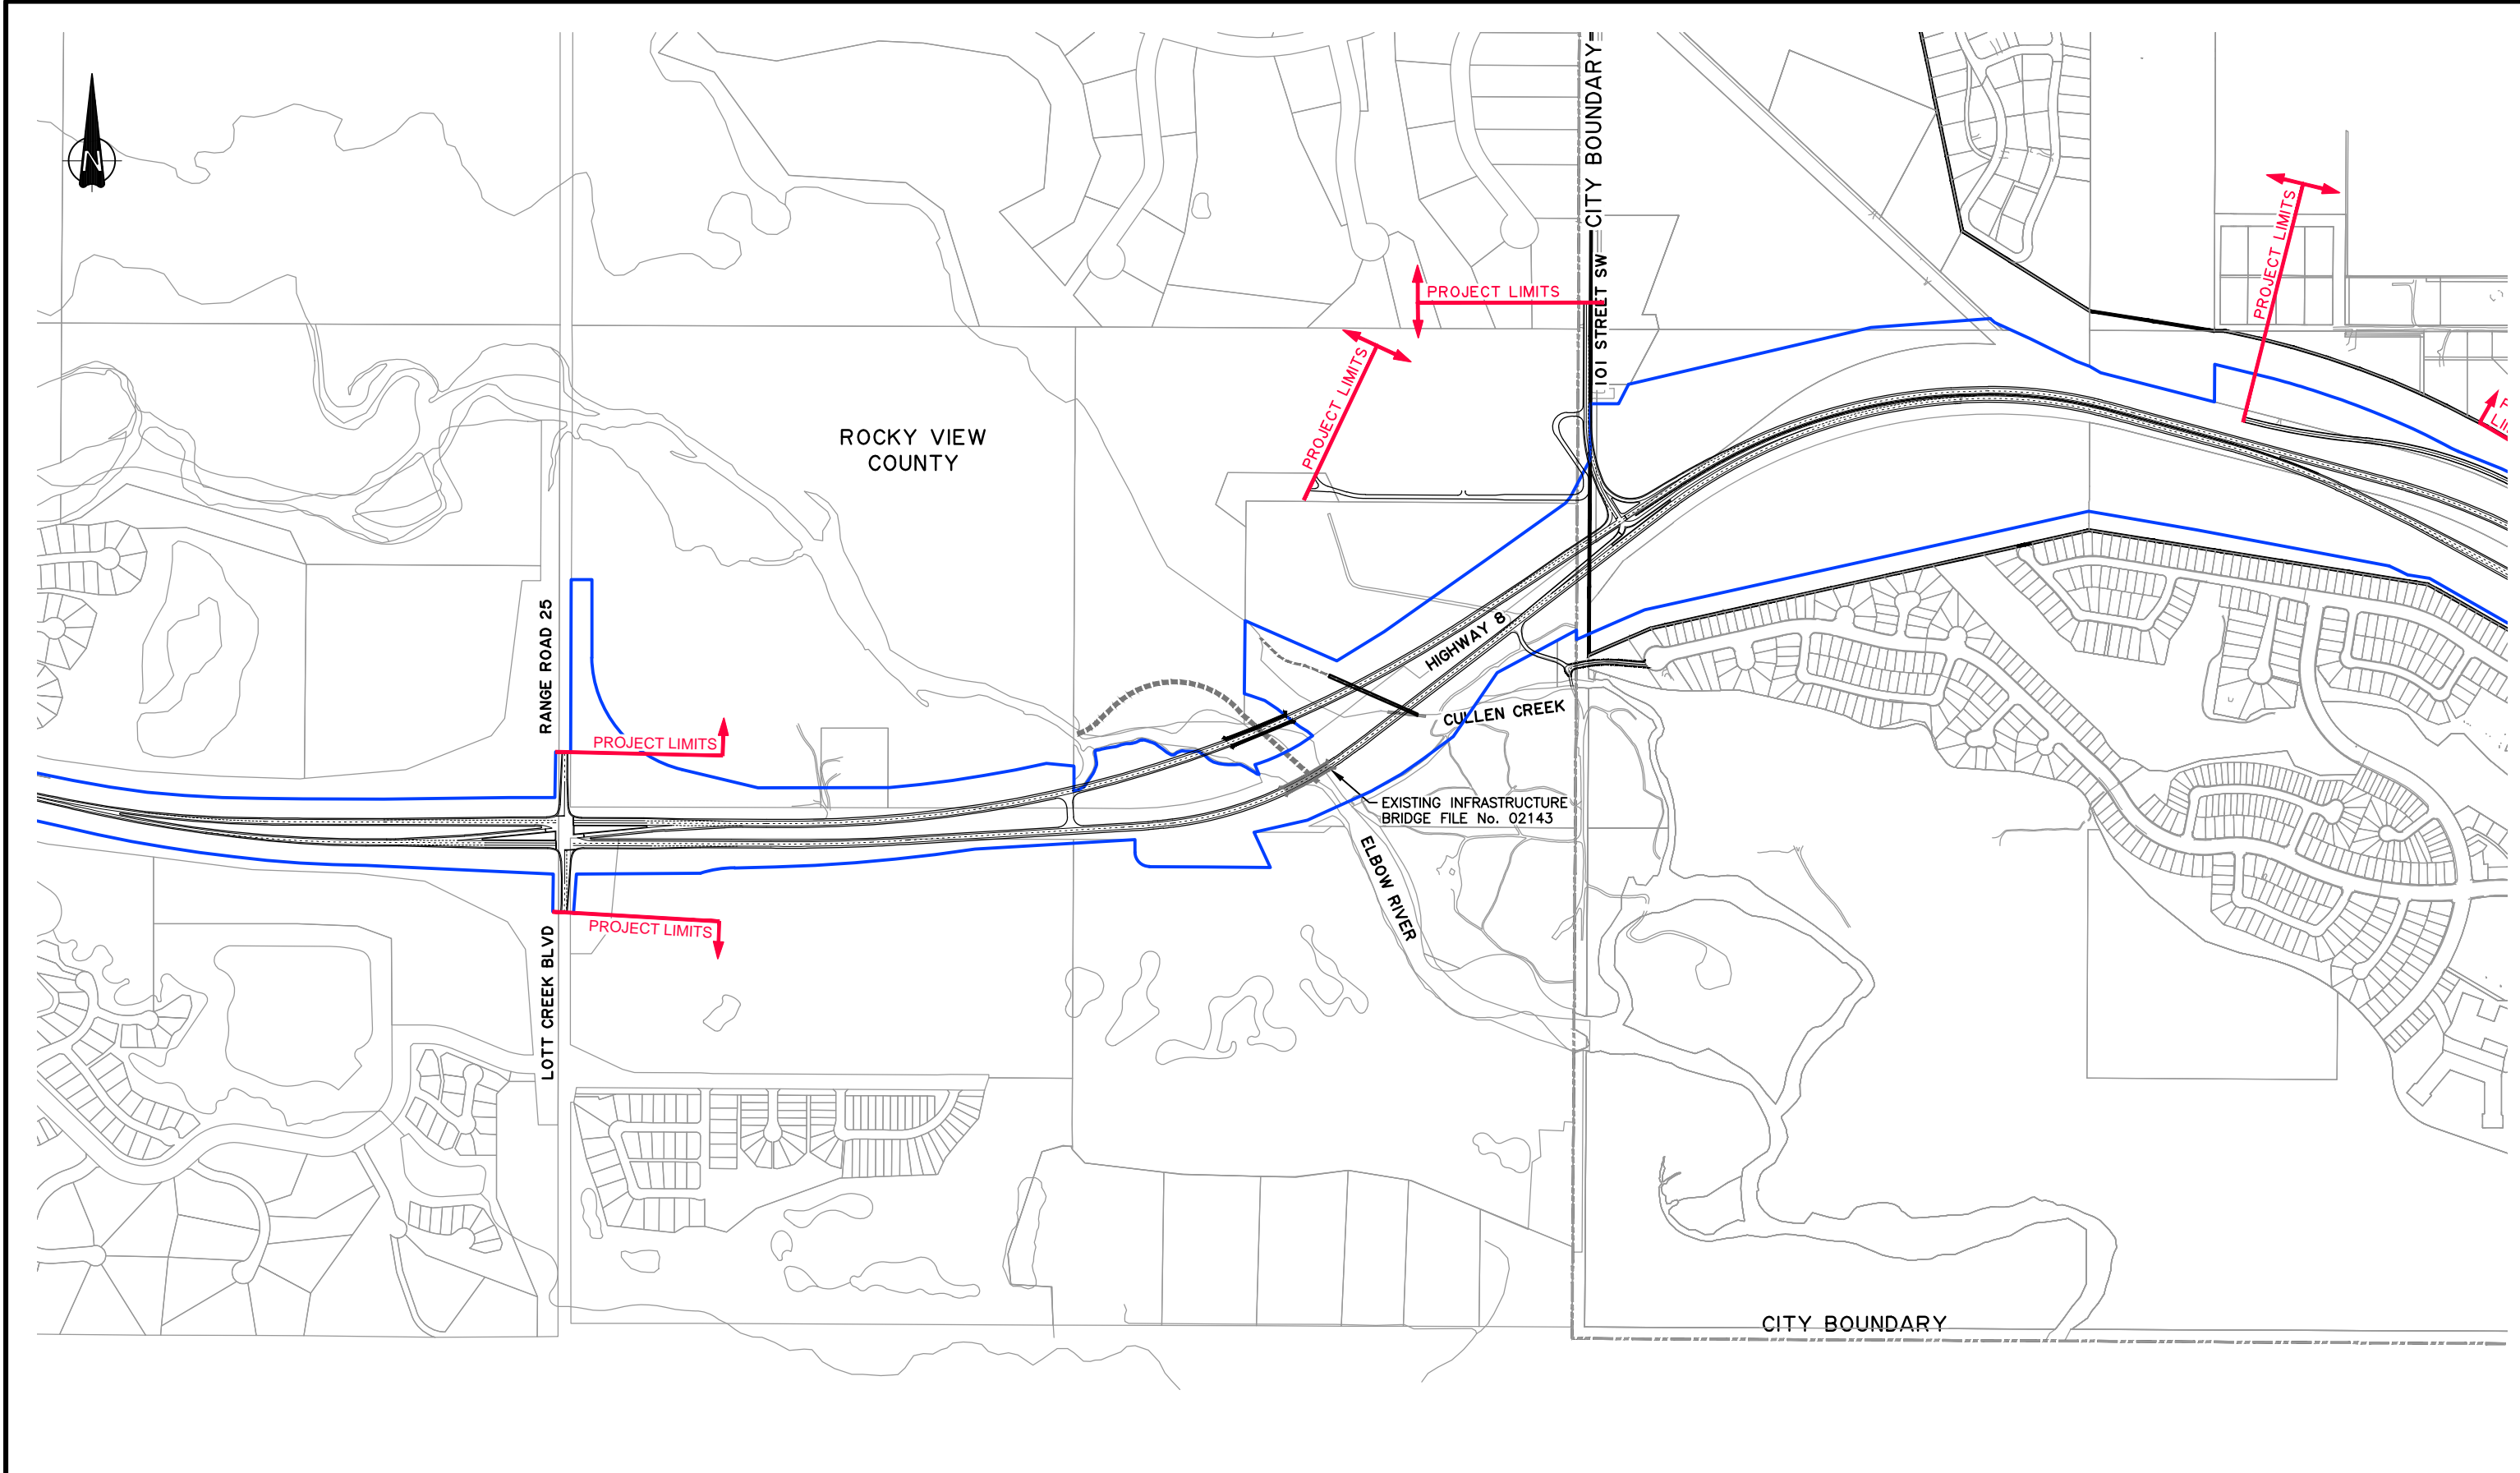 N
CITY BOUNDARY
101 STREET SW
PROJECT LIMITS
PROJECT LIMITS
PROJECT LIMITS
ROCKY VIEW
COUNTY
RANGE ROAD 25
HIGHWAY 8
CULLEN CREEK
PROJECT LIMITS
EXISTING INFRASTRUCTURE
BRIDGE FILE No. 02143
ELBOW RIVER
PROJECT LIMITS
LOTT CREEK BLVD
CITY BOUNDARY